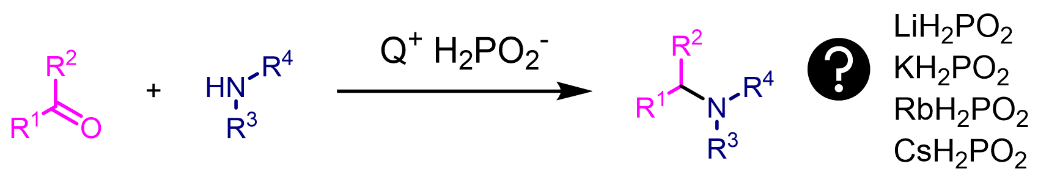 R² R¹ O
+
HN R⁴ R³
Q⁺ H₂PO₂⁻
R² R¹ N R⁴ R³
?
LiH₂PO₂
KH₂PO₂
RbH₂PO₂
CsH₂PO₂